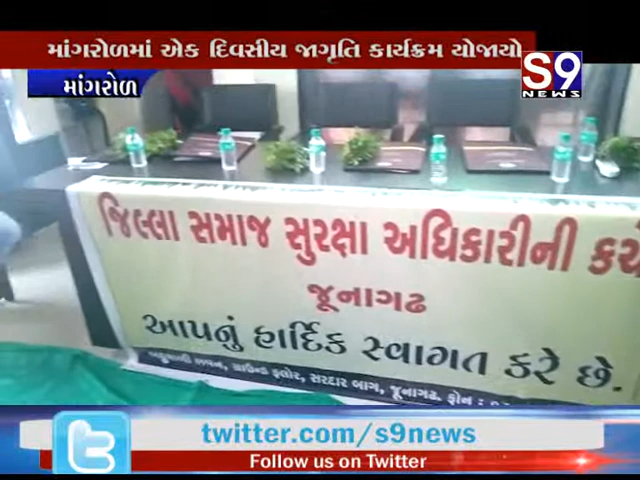 માંગરોળમાં એક દિવસીય જાગૃતિ કાર્યક્રમ યોજાયો
S9
NEWS
માંગરોળ
જિલ્લા સમાજ સુરક્ષા અધિકારીની
જૂનાગઢ
આપનું હાર્દિક સ્વાગત કરે છે.
ગ્રાઉન્ડ ફ્લોર, સરદાર બાગ, જૂનાગઢ. ફોન :
twitter.com/s9news
Follow us on Twitter